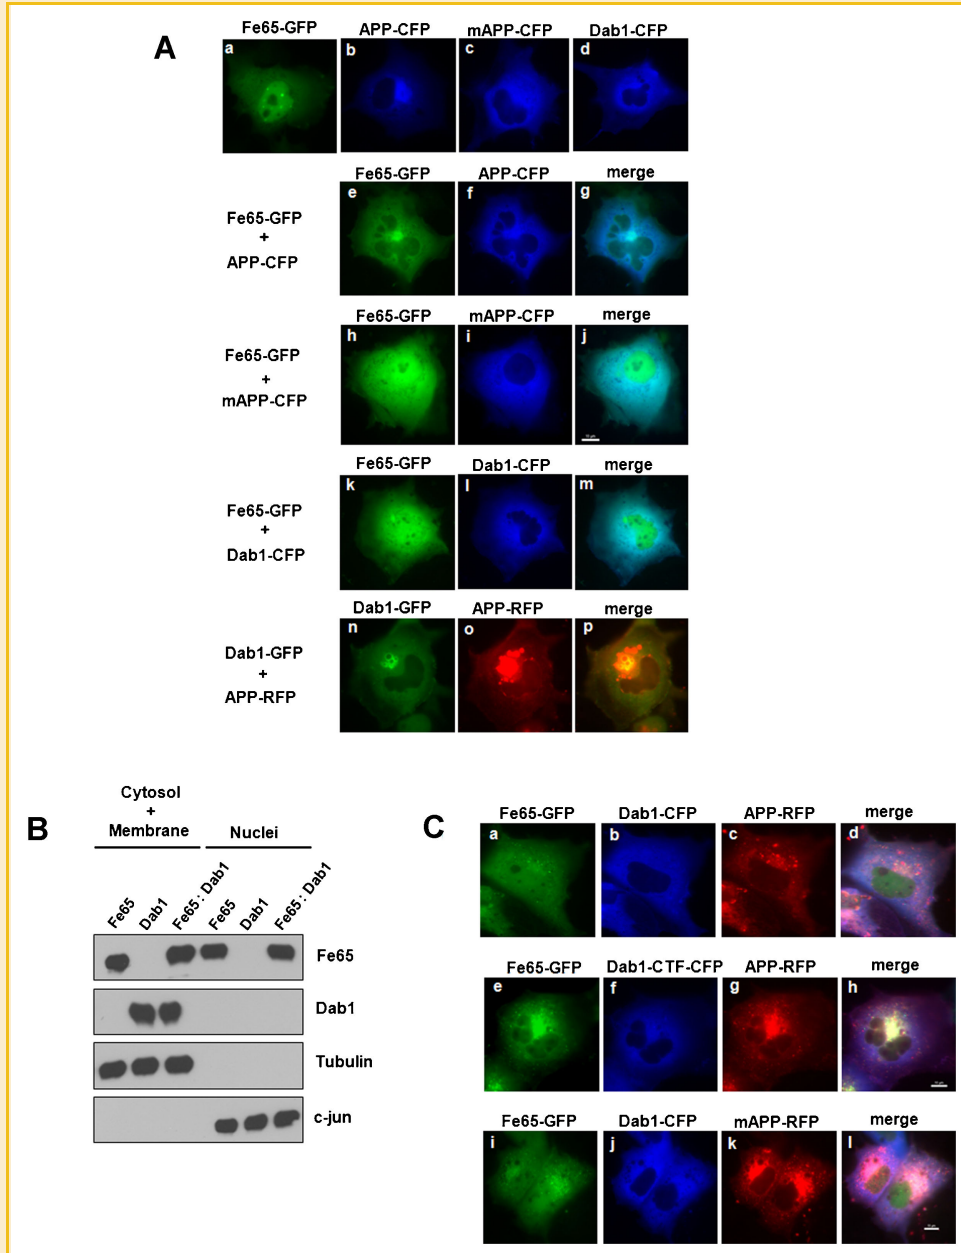 A
Fe65-GFP APP-CFP mAPP-CFP Dab1-CFP
a b c d
Fe65-GFP APP-CFP merge
e f g
Fe65-GFP
+
APP-CFP
Fe65-GFP mAPP-CFP merge
h i j
Fe65-GFP
+
mAPP-CFP
Fe65-GFP Dab1-CFP merge
k l m
Fe65-GFP
+
Dab1-CFP
Dab1-GFP APP-RFP merge
n o p
Dab1-GFP
+
APP-RFP
B
Cytosol
+
Membrane
Nuclei
Fe65 Dab1 Fe65 : Dab1 Fe65 Dab1 Fe65 : Dab1
Fe65
Dab1
Tubulin
c-jun
C
Fe65-GFP Dab1-CFP APP-RFP merge
a b c d
Fe65-GFP Dab1-CTF-CFP APP-RFP merge
e f g h
Fe65-GFP Dab1-CFP mAPP-RFP merge
i j k l